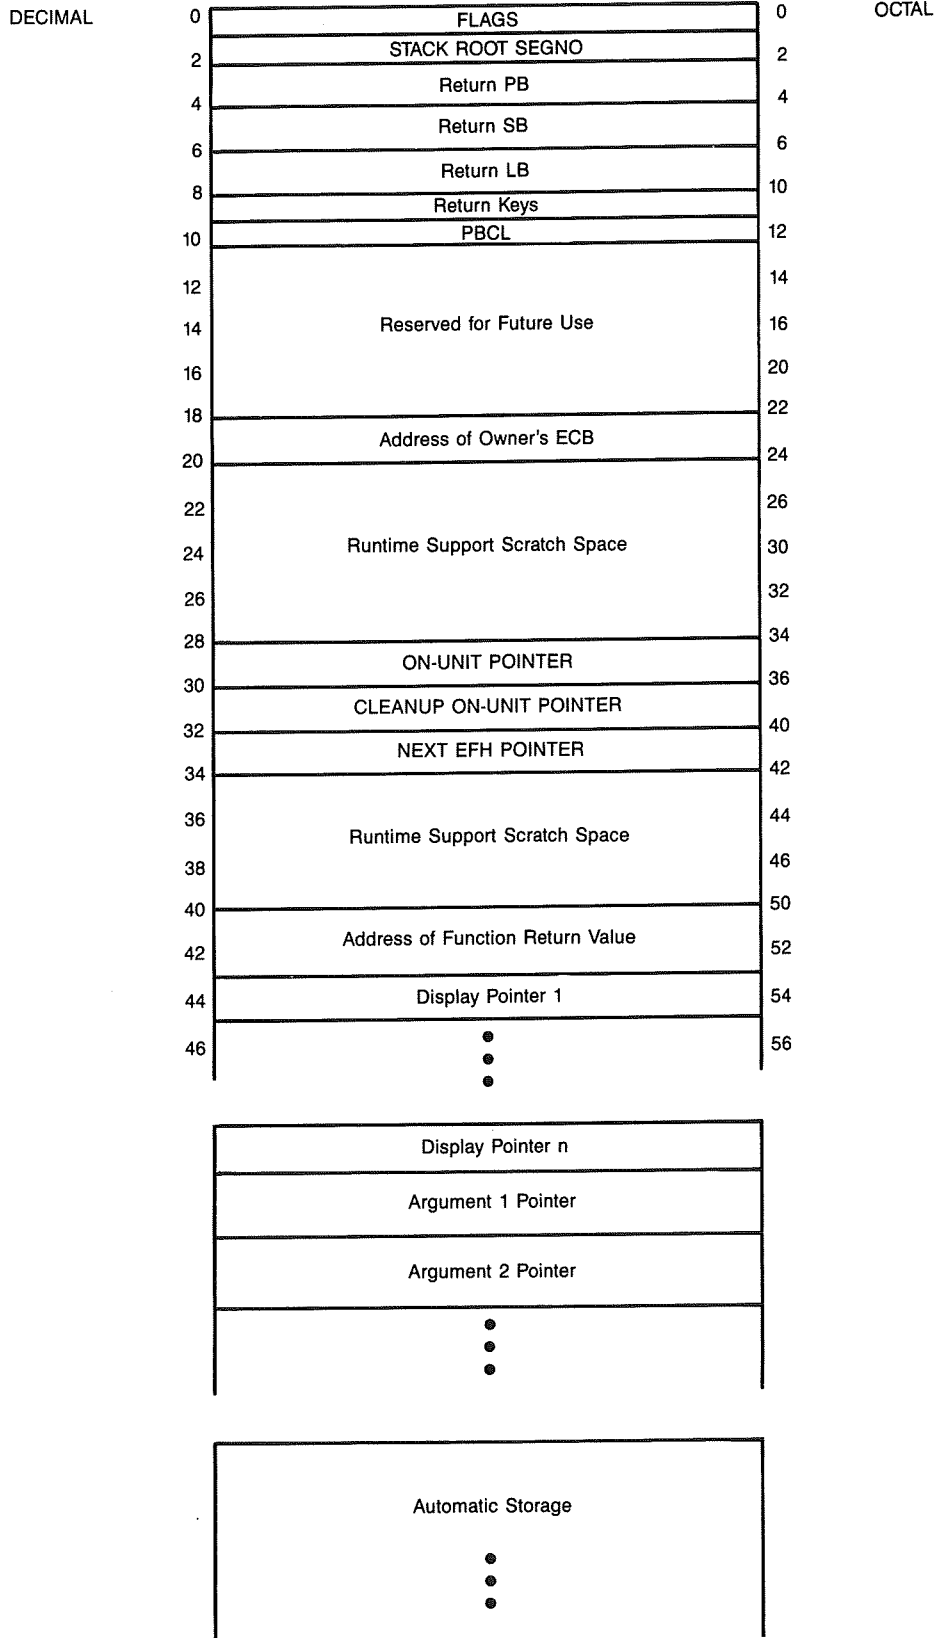 DECIMAL OCTAL
0 FLAGS 0
STACK ROOT SEGNO
2 2
Return PB
4 4
Return SB
6 6
Return LB
8 10
Return Keys
PBCL
10 12
12 14
14 Reserved for Future Use 16
16 20
18 22
Address of Owner's ECB
20 24
22 26
24 Runtime Support Scratch Space 30
26 32
28 34
ON-UNIT POINTER
30 36
CLEANUP ON-UNIT POINTER
32 40
NEXT EFH POINTER
34 42
36 44
Runtime Support Scratch Space
38 46
40 50
Address of Function Return Value
42 52
44 Display Pointer 1 54
46 56
Display Pointer n
Argument 1 Pointer
Argument 2 Pointer
Automatic Storage